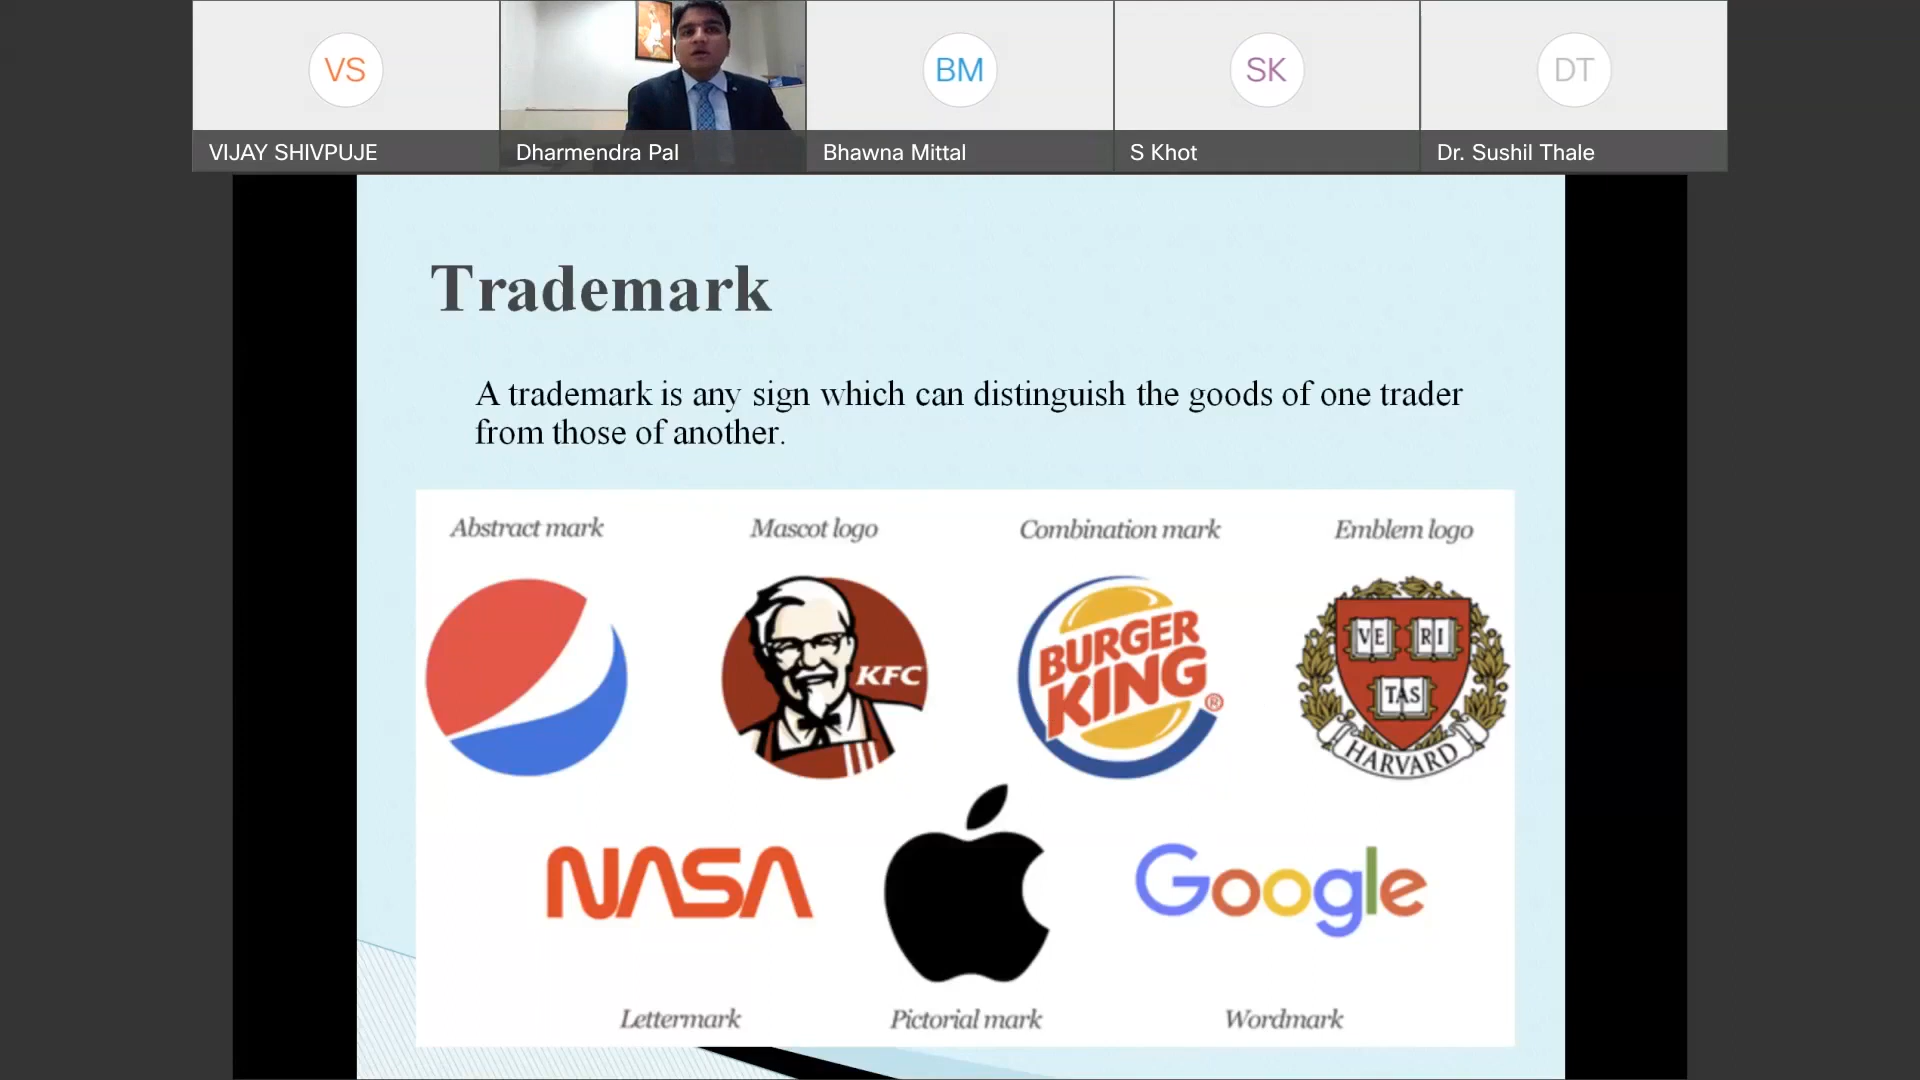 VS
BM
SK
DT
VIJAY SHIVPUJE
Dharmendra Pal
Bhawna Mittal
S Khot
Dr. Sushil Thale
Trademark
A trademark is any sign which can distinguish the goods of one trader
from those of another.
Abstract mark
Mascot logo
Combination mark
Emblem logo
KFC
BURGER
KING
®
VE RI
TAS
HARVARD
NASA
Google
Lettermark
Pictorial mark
Wordmark